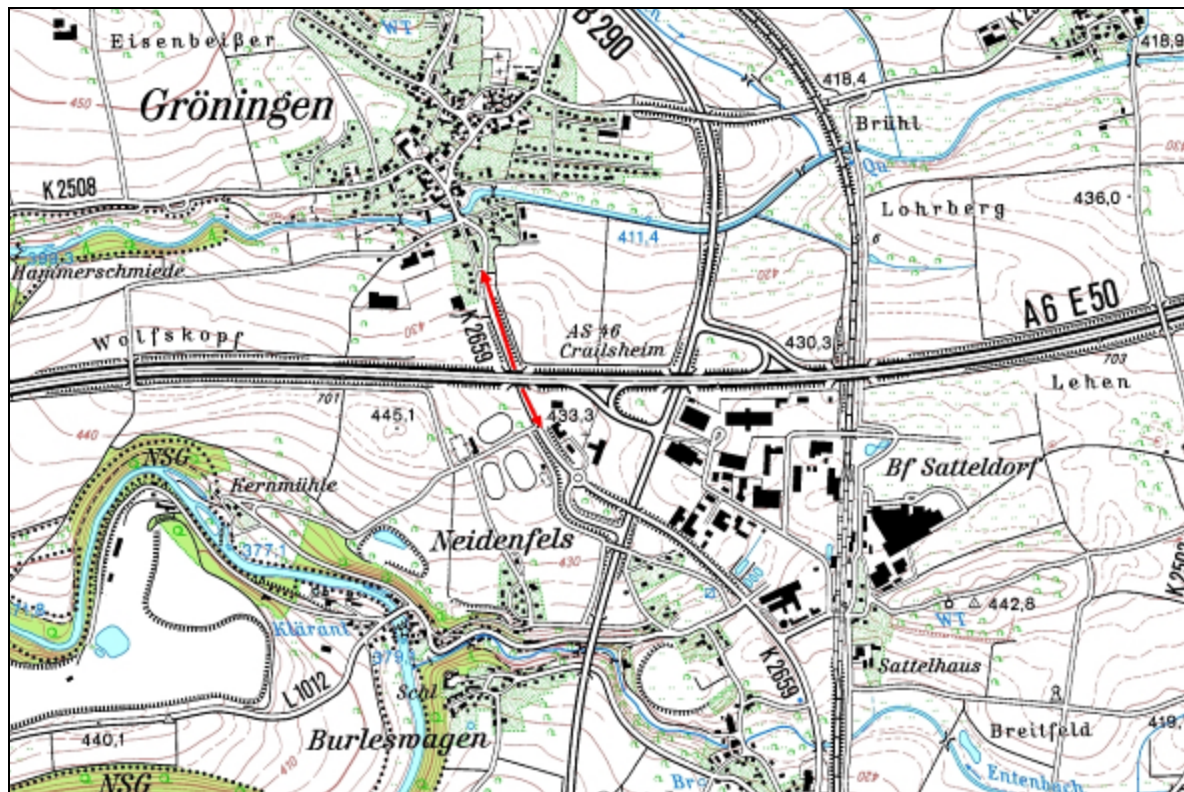 Eisenbeißer
WT
B 290
418,9
450
Gröningen
418.4
Brühl
K 2508
436,0
Lohrberg
411,4
6
420
Hammerschmiede
A6 E50
Wolfskopf
430
K 2659
AS 46
Crailsheim
430,3
703
Lehen
701
445,1
433,3
440
NSG
Kernmühle
Bf Satteldorf
Neidenfels
377,1
430
442,8
WT
Sattelhaus
K 2659
Schl
L 1012
440,1
Burleswagen
410
Breitfeld
Entenbach
NSG
Br
420